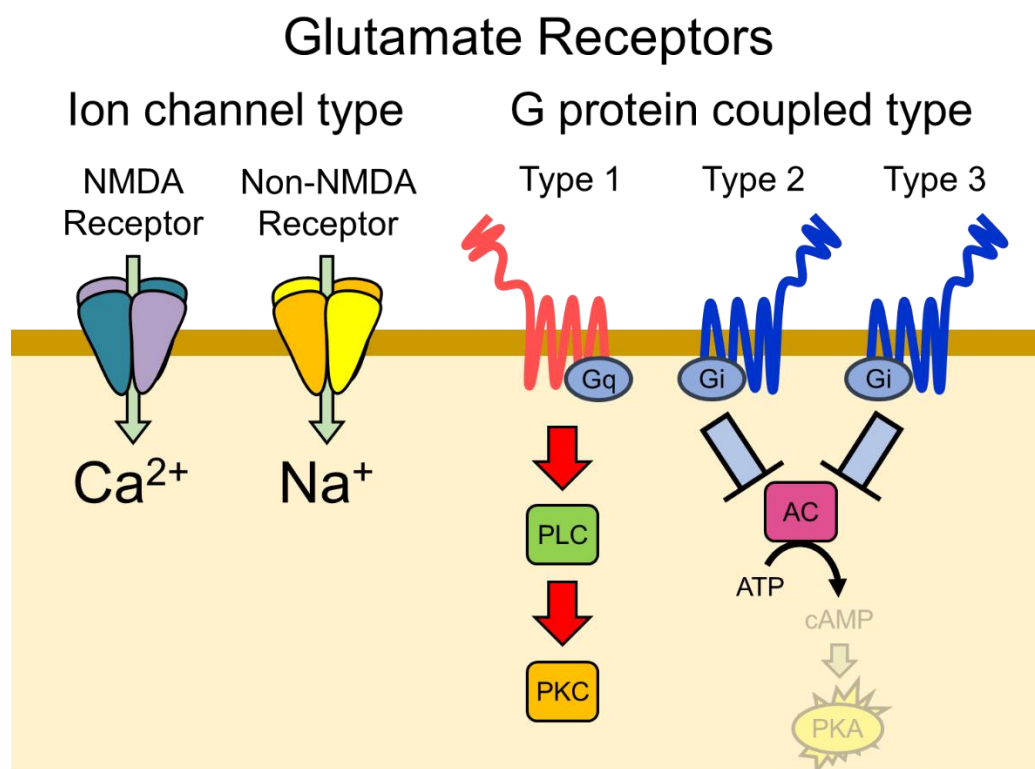 Glutamate Receptors
Ion channel type
G protein coupled type
NMDA
Receptor
Non-NMDA
Receptor
Type 1
Type 2
Type 3
Gq
Gi
Gi
Ca²⁺
Na⁺
PLC
PKC
AC
ATP
cAMP
PKA